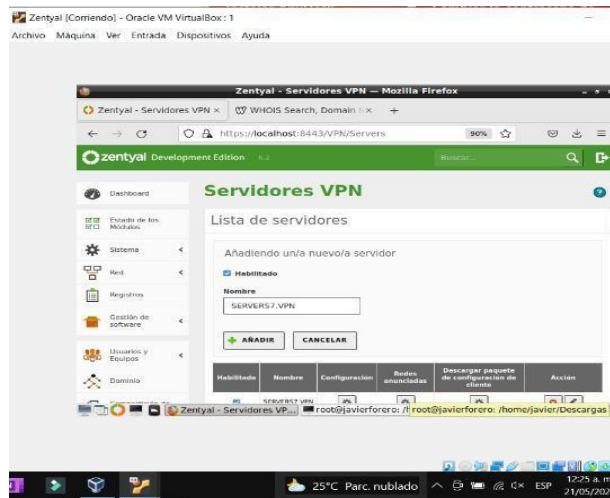 Zentyal [Corriendo] - Oracle VM VirtualBox : 1
Archivo Máquina Ver Entrada Dispositivos Ayuda
Zentyal - Servidores VPN — Mozilla Firefox
Zentyal - Servidores VPN × WHOIS Search, Domain × +
https://localhost:8443/VPN/Servers 90%
zentyal Development Edition 6.2 Buscar...
Dashboard
Estado de los
Módulos
Sistema
Red
Registros
Gestión de
software
Usuarios y
Equipos
Dominio
Servidores VPN
Lista de servidores
Añadiendo un/a nuevo/a servidor
Habilitado
Nombre
SERVERS7.VPN
AÑADIR CANCELAR
Habilitado Nombre Configuración Redes
anunciadas Descargar paquete
de configuración de
cliente Acción
SERVERS7.VPN
Zentyal - Servidores VP... root@javierforero: /h root@javierforero: /home/javier/Descargas
25°C Parc. nublado ESP 12:25 a. m
21/05/202